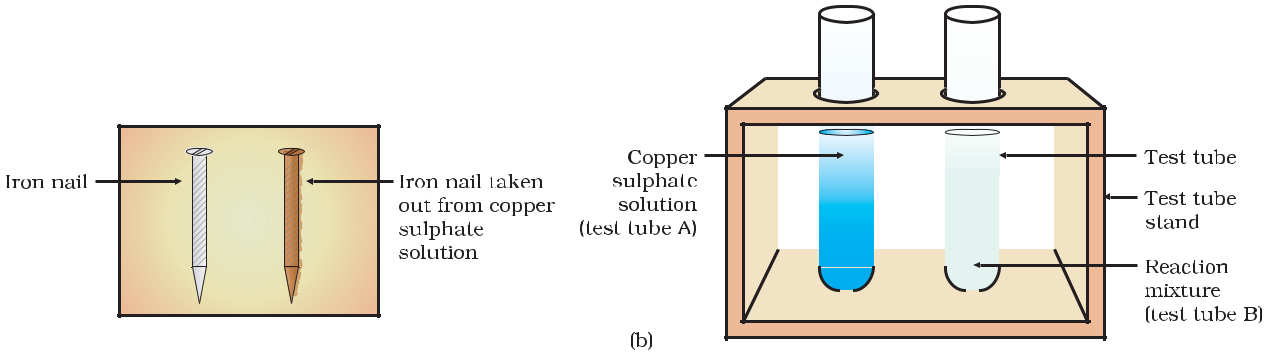 Iron nail
Iron nail taken
out from copper
sulphate
solution
Copper
sulphate
solution
(test tube A)
Test tube
Test tube
stand
Reaction
mixture
(test tube B)
(b)